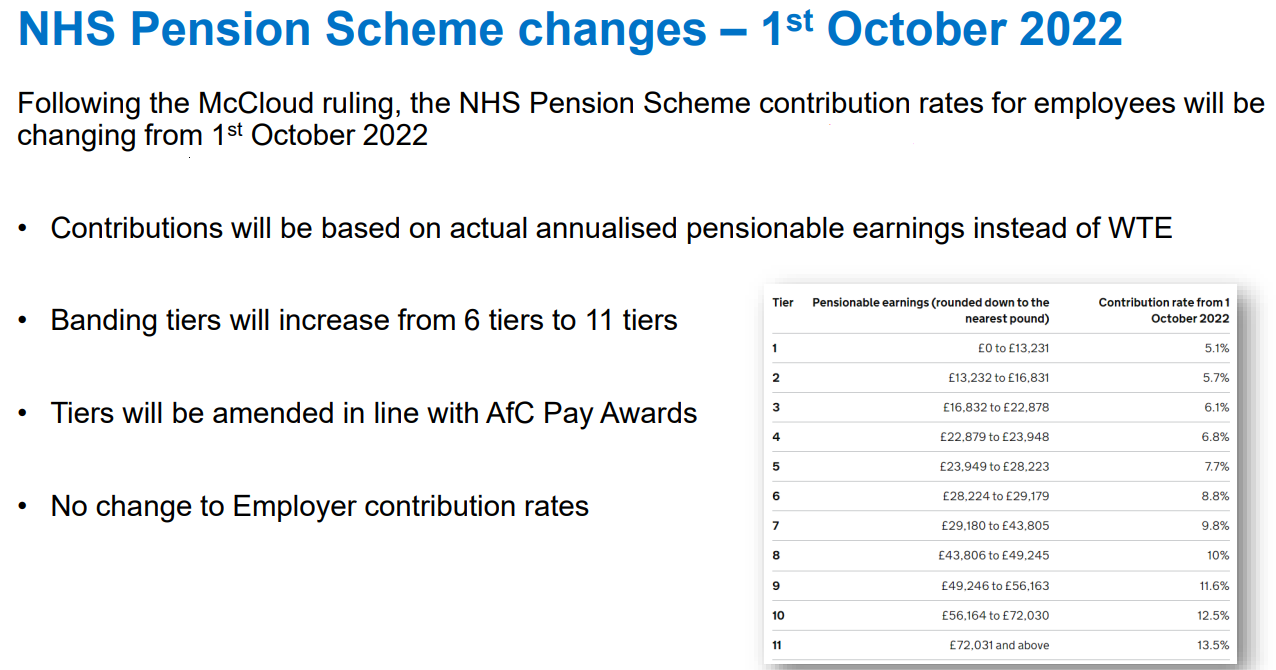 NHS Pension Scheme changes – 1st October 2022
Following the McCloud ruling, the NHS Pension Scheme contribution rates for employees will be
changing from 1st October 2022
• Contributions will be based on actual annualised pensionable earnings instead of WTE
• Banding tiers will increase from 6 tiers to 11 tiers
• Tiers will be amended in line with AfC Pay Awards
• No change to Employer contribution rates
Tier Pensionable earnings (rounded down to the Contribution rate from 1
nearest pound) October 2022
1 £0 to £13,231 5.1%
2 £13,232 to £16,831 5.7%
3 £16,832 to £22,878 6.1%
4 £22,879 to £23,948 6.8%
5 £23,949 to £28,223 7.7%
6 £28,224 to £29,179 8.8%
7 £29,180 to £43,805 9.8%
8 £43,806 to £49,245 10%
9 £49,246 to £56,163 11.6%
10 £56,164 to £72,030 12.5%
11 £72,031 and above 13.5%